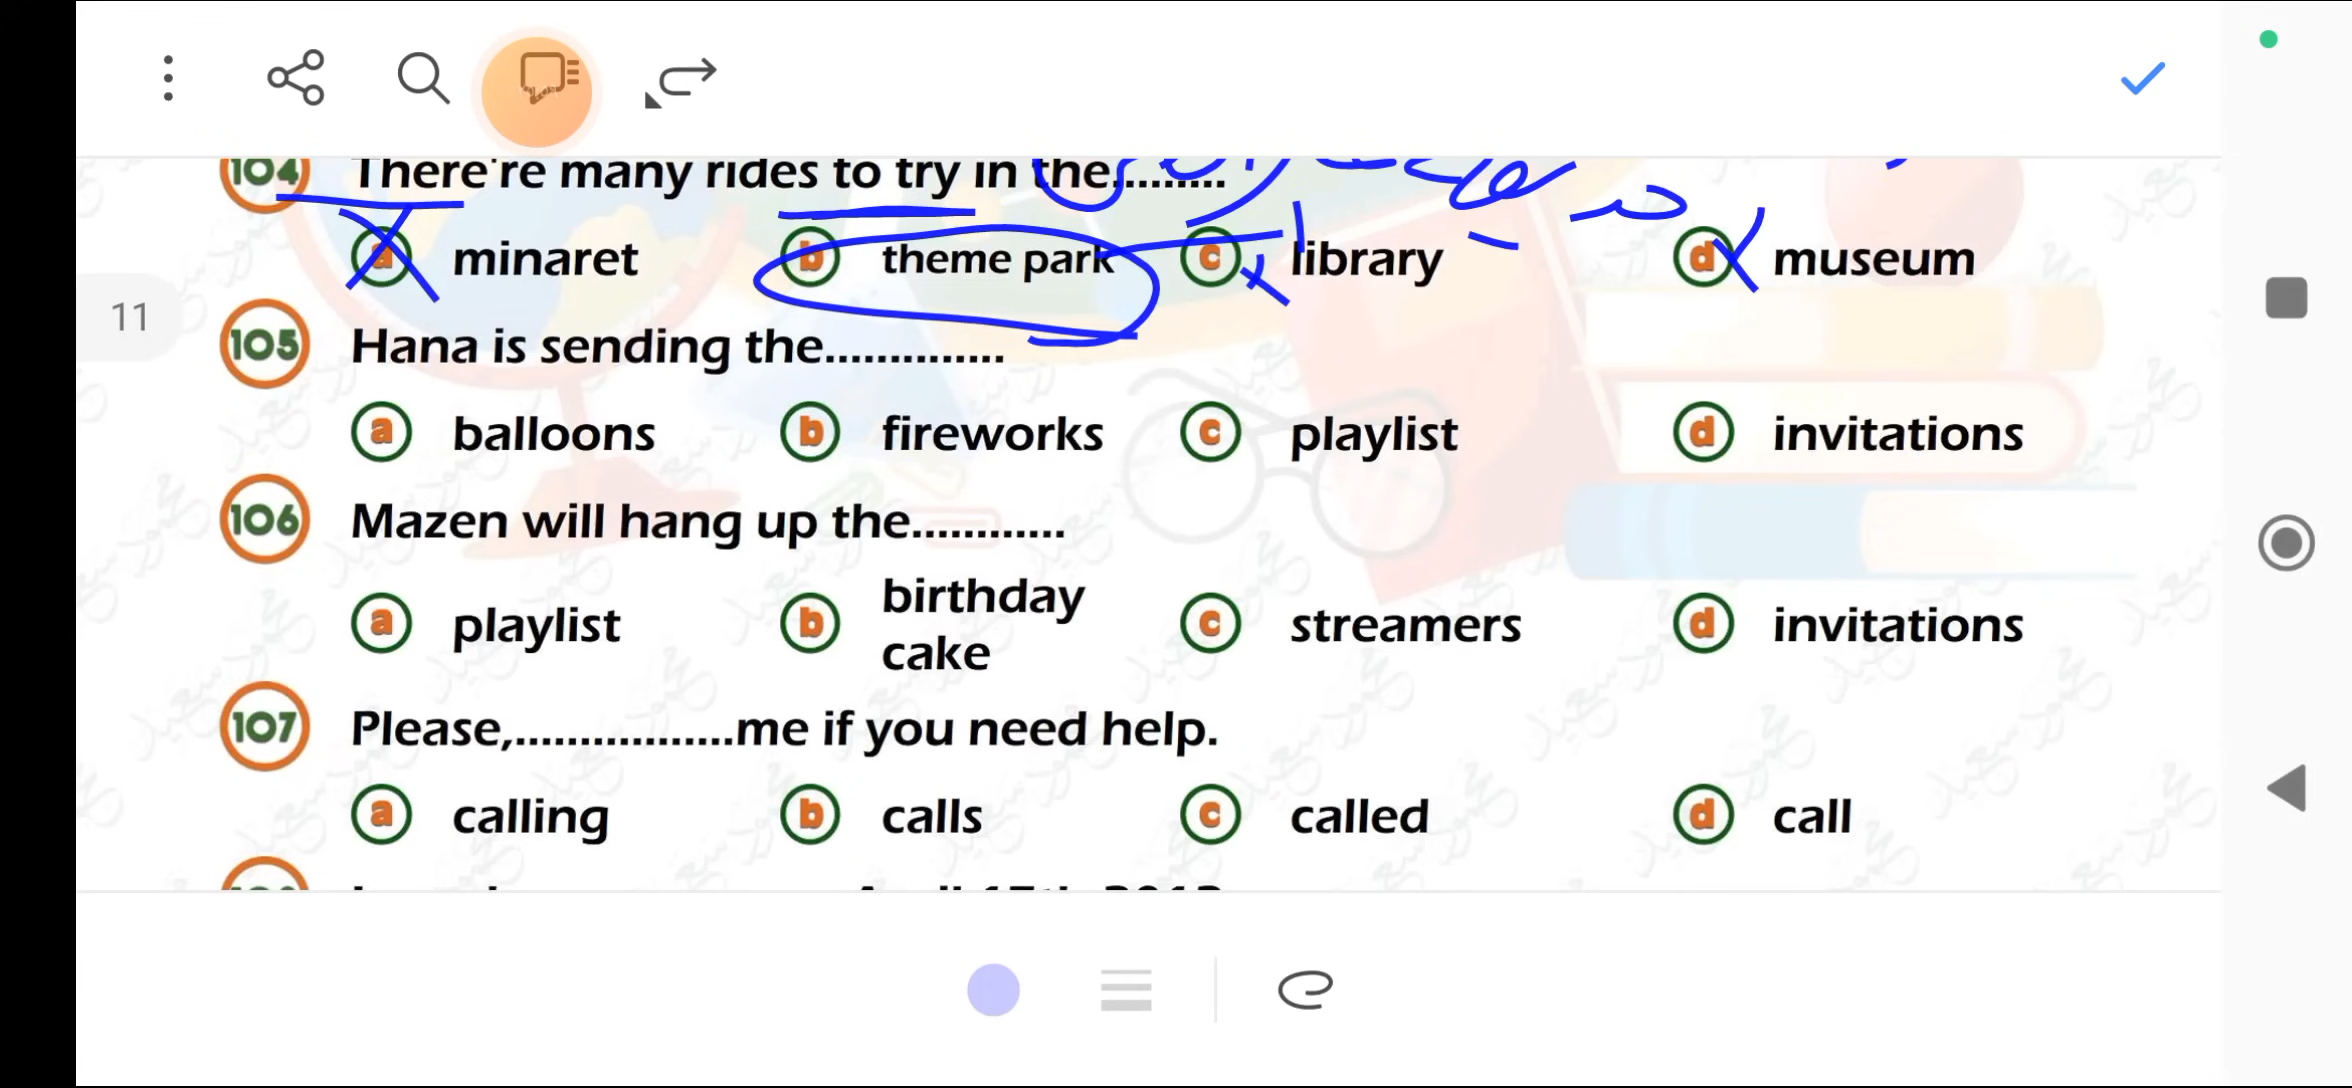 104 There're many rides to try in the.........
a minaret b theme park c library d museum
11
105 Hana is sending the..............
a balloons b fireworks c playlist d invitations
106 Mazen will hang up the............
a playlist b birthday cake c streamers d invitations
107 Please,.................me if you need help.
a calling b calls c called d call